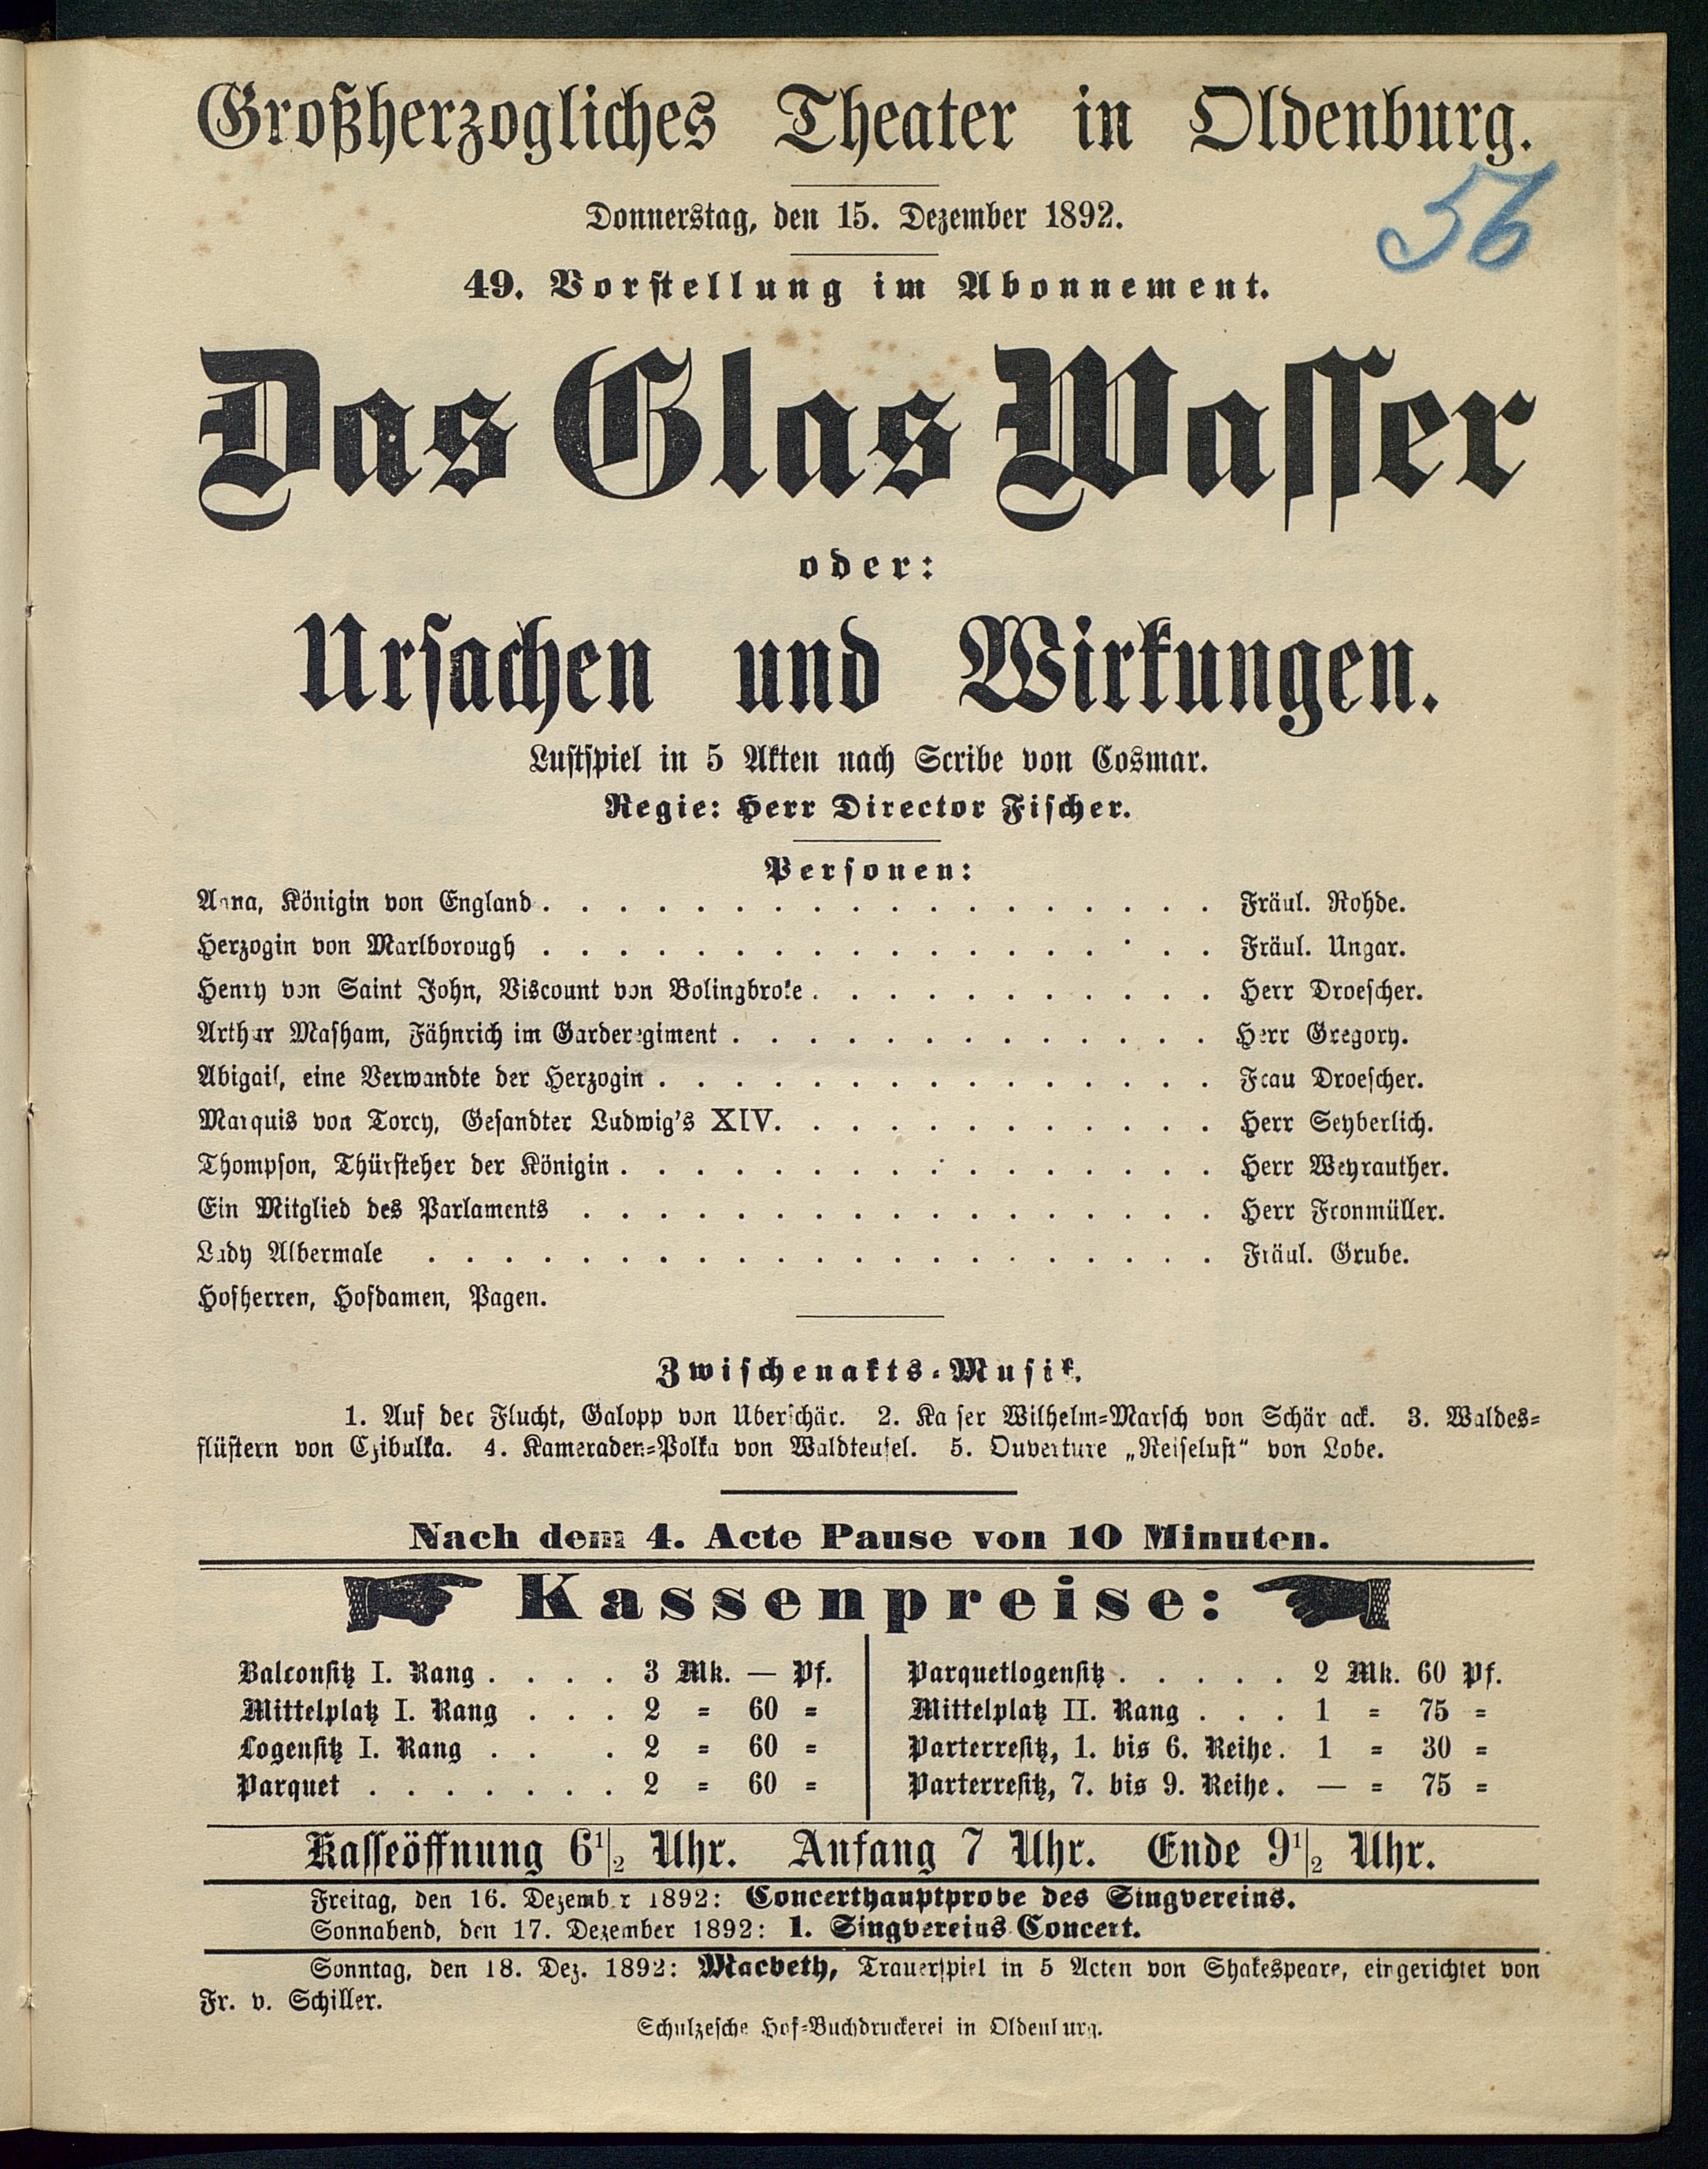 Großherzogliches Theater in Oldenburg.
56
Donnerstag, den 15. Dezember 1892.
49. Vorstellung im Abonnement.
Das Glas Wasser
oder:
Ursachen und Wirkungen.
Lustspiel in 5 Akten nach Scribe von Cosmar.
Regie: Herr Director Fischer.
Personen:
Anna, Königin von England . . . . . . . . . . . . . . . . . . Fräul. Rohde.
Herzogin von Marlborough . . . . . . . . . . . . . . . . . . Fräul. Ungar.
Henry von Saint John, Viscount von Bolingbroke . . . . . . . . . . . Herr Droescher.
Arthur Masham, Fähnrich im Garderegiment . . . . . . . . . . . . . Herr Gregory.
Abigail, eine Verwandte der Herzogin . . . . . . . . . . . . . . . Frau Droescher.
Marquis von Torcy, Gesandter Ludwig's XIV. . . . . . . . . . . . . Herr Seyberlich.
Thompson, Thürsteher der Königin . . . . . . . . . . . . . . . . Herr Weyrauther.
Ein Mitglied des Parlaments . . . . . . . . . . . . . . . . . Herr Fronmüller.
Lady Albermale . . . . . . . . . . . . . . . . . . . . . Fräul. Grube.
Hofherren, Hofdamen, Pagen.
Zwischenakts-Musik.
1. Auf der Flucht, Galopp von Uberschär. 2. Kaiser Wilhelm-Marsch von Schärnack. 3. Waldes-
flüstern von Czibulka. 4. Kameraden-Polka von Waldteufel. 5. Ouverture „Reiselust“ von Lobe.
Nach dem 4. Acte Pause von 10 Minuten.
Kassenpreise:
Balconsitz I. Rang . . . . 3 Mk. — Pf.
Mittelplatz I. Rang . . . 2 = 60 =
Logensitz I. Rang . . . 2 = 60 =
Parquet . . . . . . . 2 = 60 =
Parquetlogensitz . . . . . 2 Mk. 60 Pf.
Mittelplatz II. Rang . . . 1 = 75 =
Parterresitz, 1. bis 6. Reihe. 1 = 30 =
Parterresitz, 7. bis 9. Reihe. — = 75 =
Kasseöffnung 6 1/2 Uhr. Anfang 7 Uhr. Ende 9 1/2 Uhr.
Freitag, den 16. Dezember 1892: Concerthauptprobe des Singvereins.
Sonnabend, den 17. Dezember 1892: 1. Singvereins-Concert.
Sonntag, den 18. Dez. 1892: Macbeth, Trauerspiel in 5 Acten von Shakespeare, eingerichtet von
Fr. v. Schiller.
Schulzesche Hof-Buchdruckerei in Oldenburg.